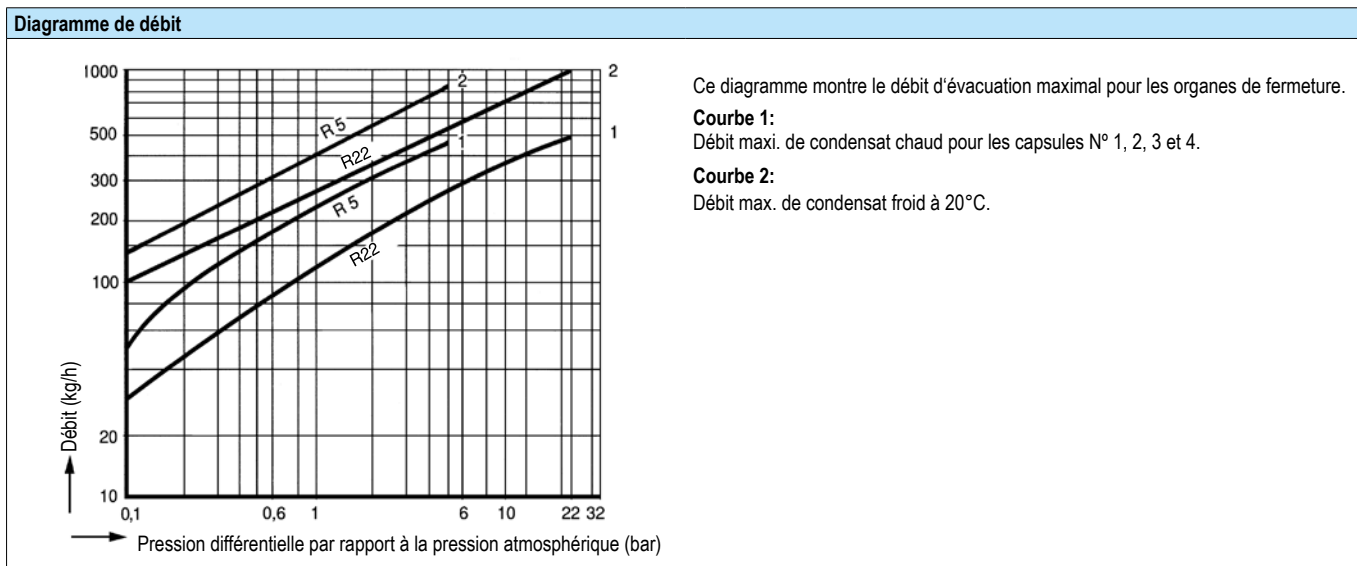 Diagramme de débit
1000
500
300
200
100
20
10
Débit (kg/h)
0,1
0,6
1
6
10
22
32
Pression différentielle par rapport à la pression atmosphérique (bar)
R 5
2
R22
2
R 5
1
R22
1
Ce diagramme montre le débit d‘évacuation maximal pour les organes de fermeture.
Courbe 1:
Débit maxi. de condensat chaud pour les capsules Nº 1, 2, 3 et 4.
Courbe 2:
Débit max. de condensat froid à 20°C.